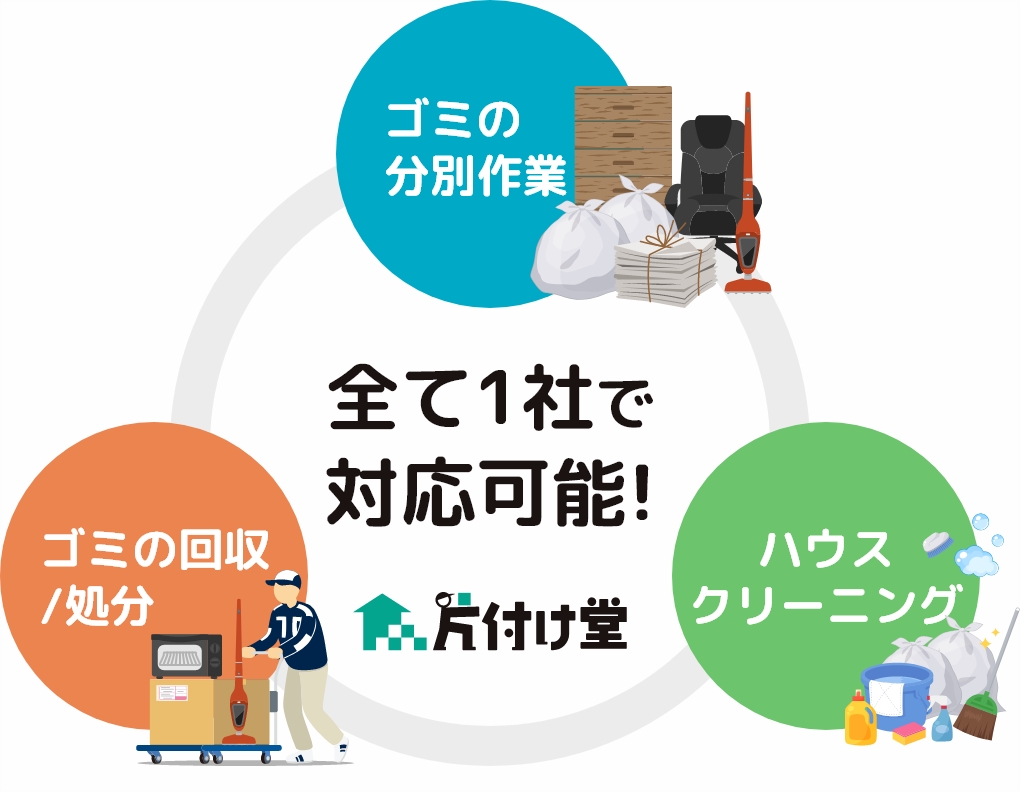 ゴミの
分別作業
全て1社で
対応可能!
ゴミの回収
/処分
ハウス
クリーニング
片付け堂